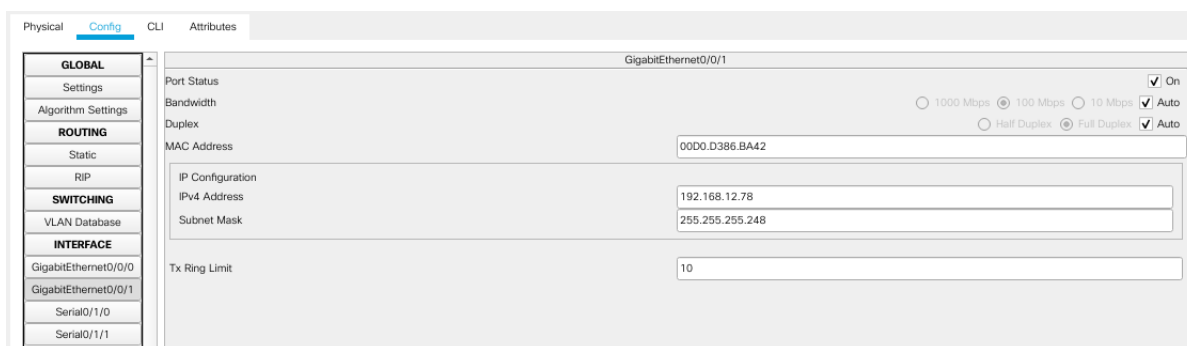 Physical Config CLI Attributes
GLOBAL
Settings
Algorithm Settings
ROUTING
Static
RIP
SWITCHING
VLAN Database
INTERFACE
GigabitEthernet0/0/0
GigabitEthernet0/0/1
Serial0/1/0
Serial0/1/1
GigabitEthernet0/0/1
Port Status On
Bandwidth 1000 Mbps 100 Mbps 10 Mbps Auto
Duplex Half Duplex Full Duplex Auto
MAC Address 00D0.D386.BA42
IP Configuration
IPv4 Address 192.168.12.78
Subnet Mask 255.255.255.248
Tx Ring Limit 10